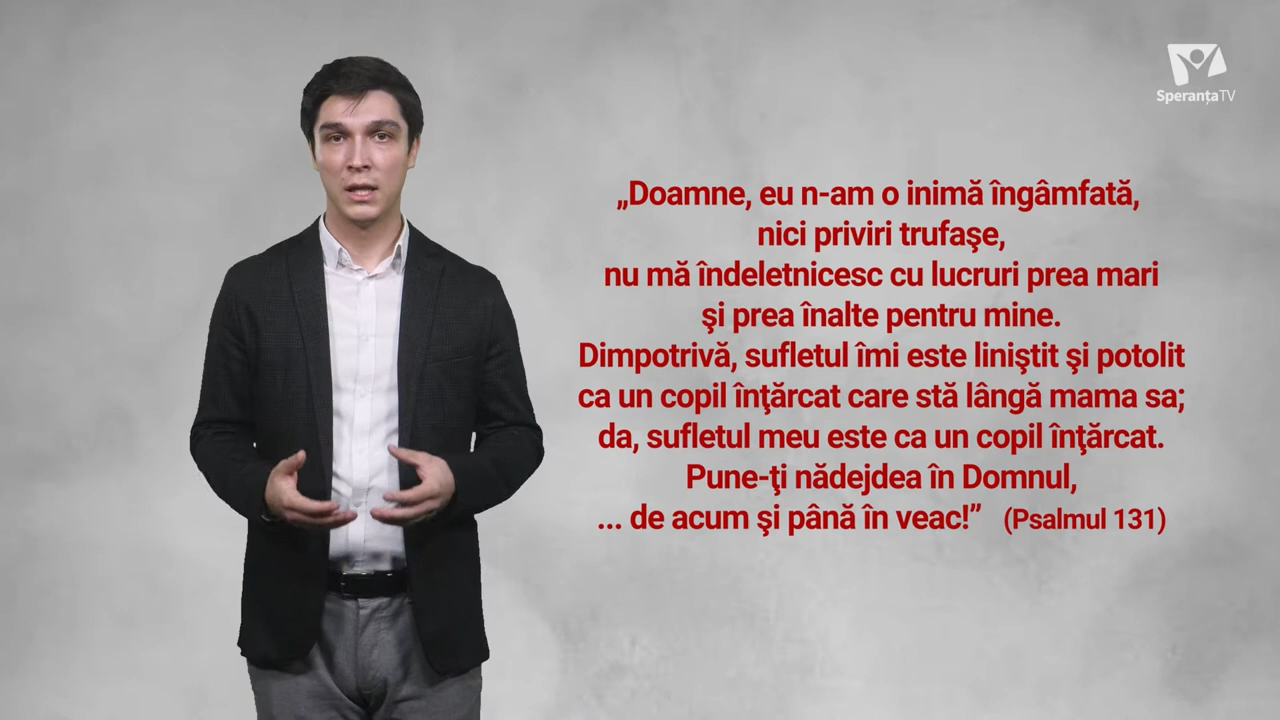 SperanțaTV
„Doamne, eu n-am o inimă îngâmfată,
nici priviri trufaşe,
nu mă îndeletnicesc cu lucruri prea mari
şi prea înalte pentru mine.
Dimpotrivă, sufletul îmi este liniştit şi potolit
ca un copil înţărcat care stă lângă mama sa;
da, sufletul meu este ca un copil înţărcat.
Pune-ţi nădejdea în Domnul,
... de acum şi până în veac!” (Psalmul 131)